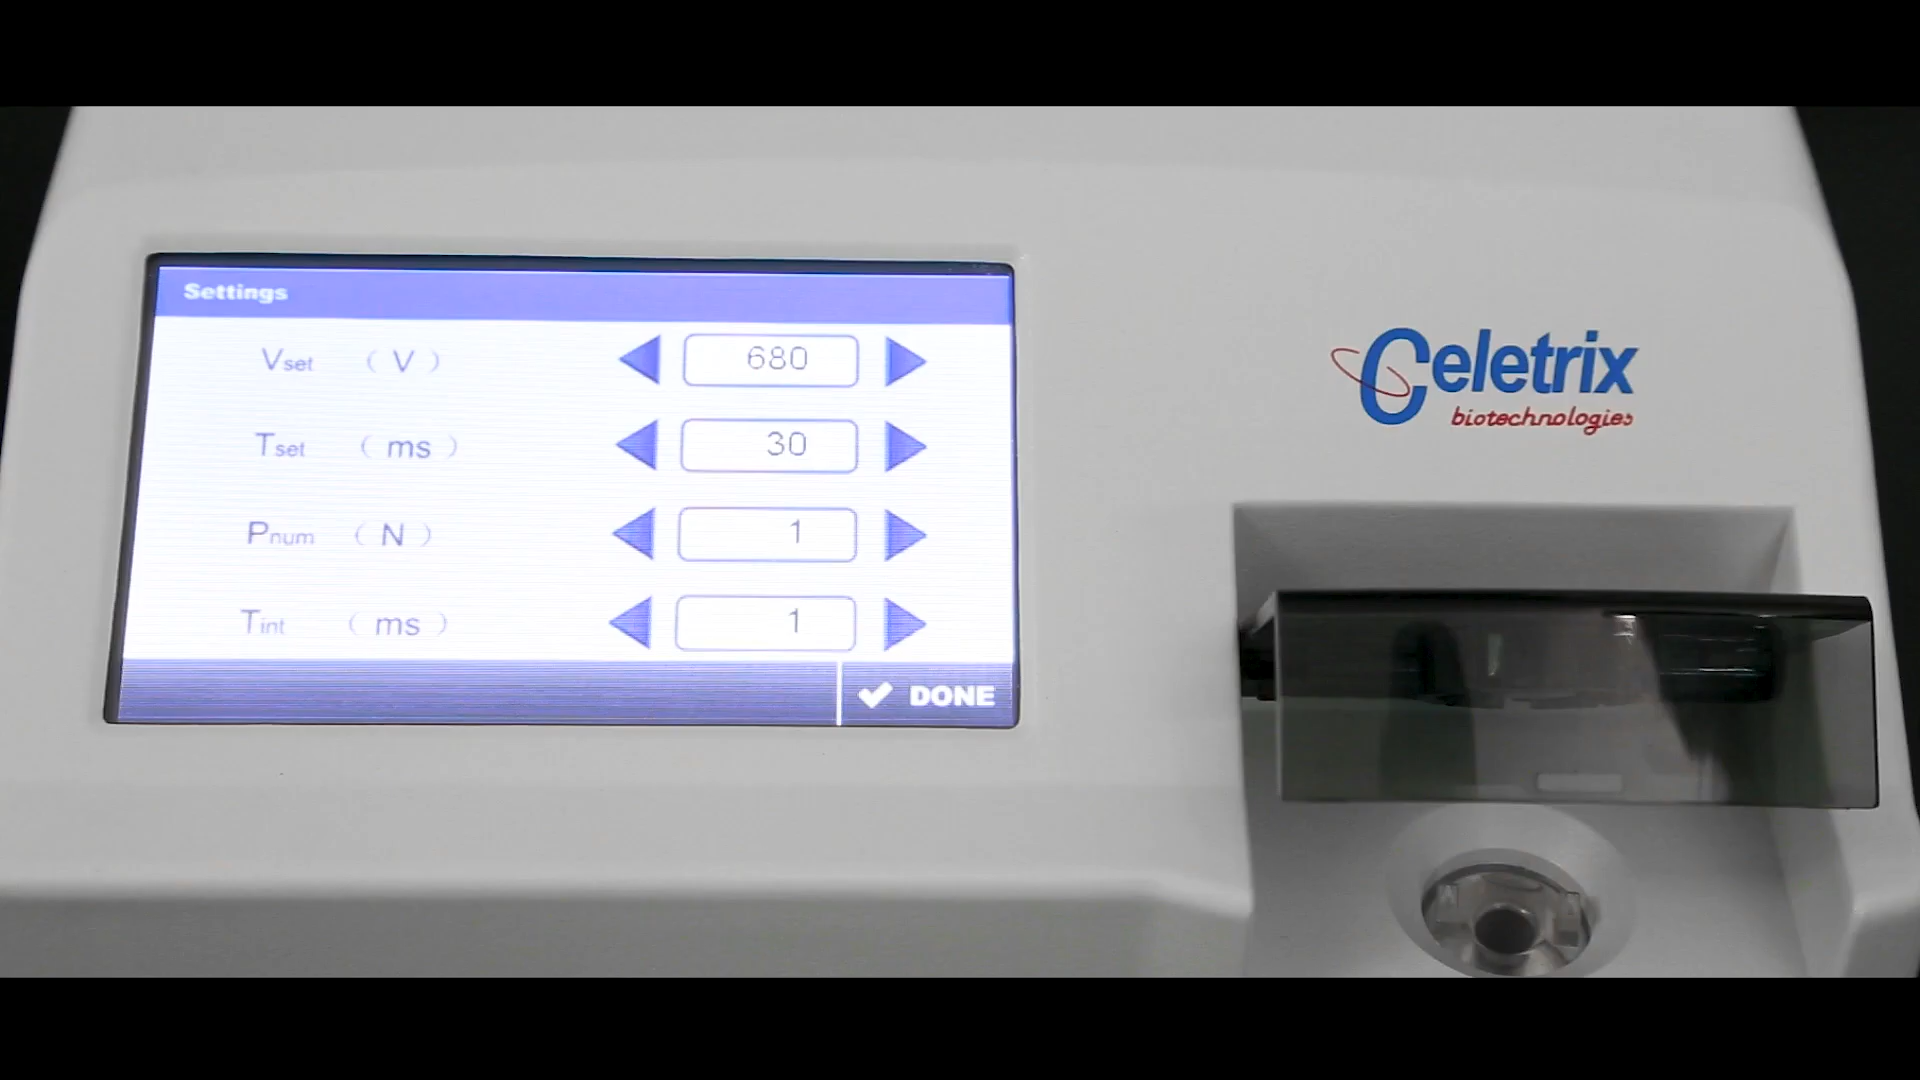 Settings
Vset (V) 680
Tset (ms) 30
Pnum (N) 1
Tint (ms) 1
✔ DONE
Celetrix
biotechnologies